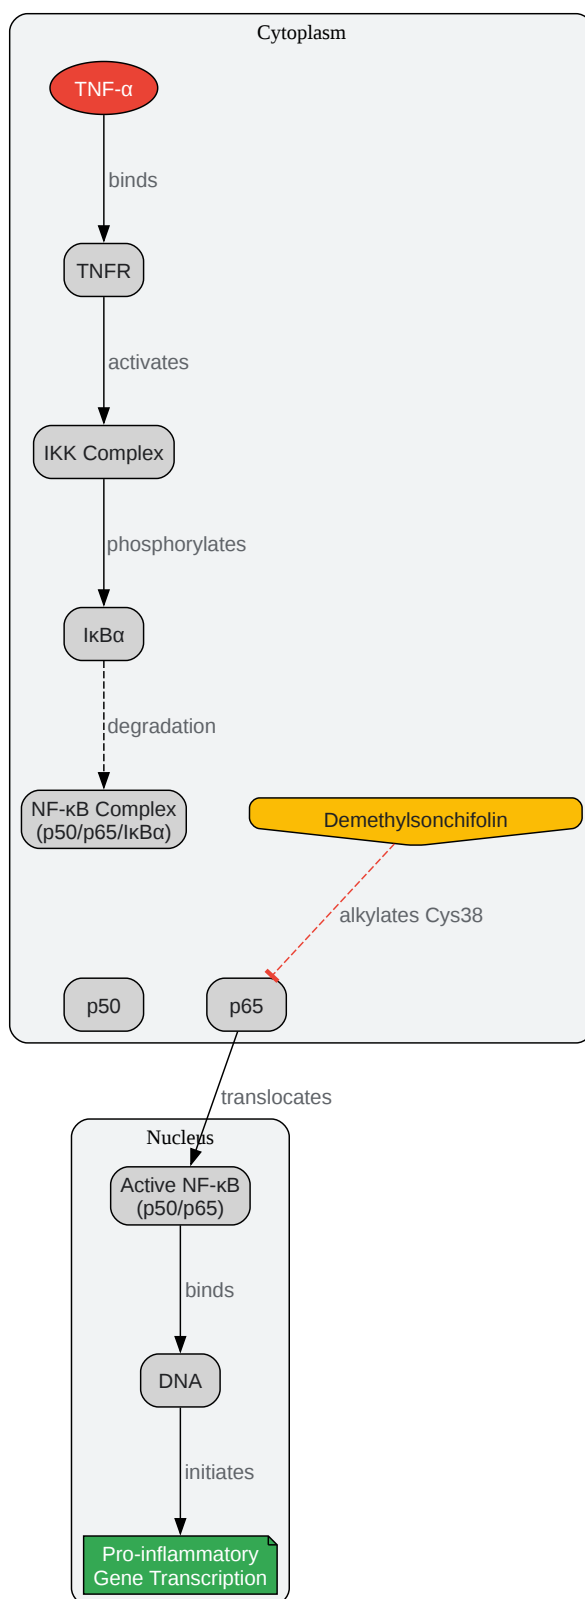 Cytoplasm
TNF-α
binds
TNFR
activates
IKK Complex
phosphorylates
IκBα
degradation
NF-κB Complex
(p50/p65/IκBα)
Demethylsonchifolin
alkylates Cys38
p50
p65
translocates
Nucleus
Active NF-κB
(p50/p65)
binds
DNA
initiates
Pro-inflammatory
Gene Transcription